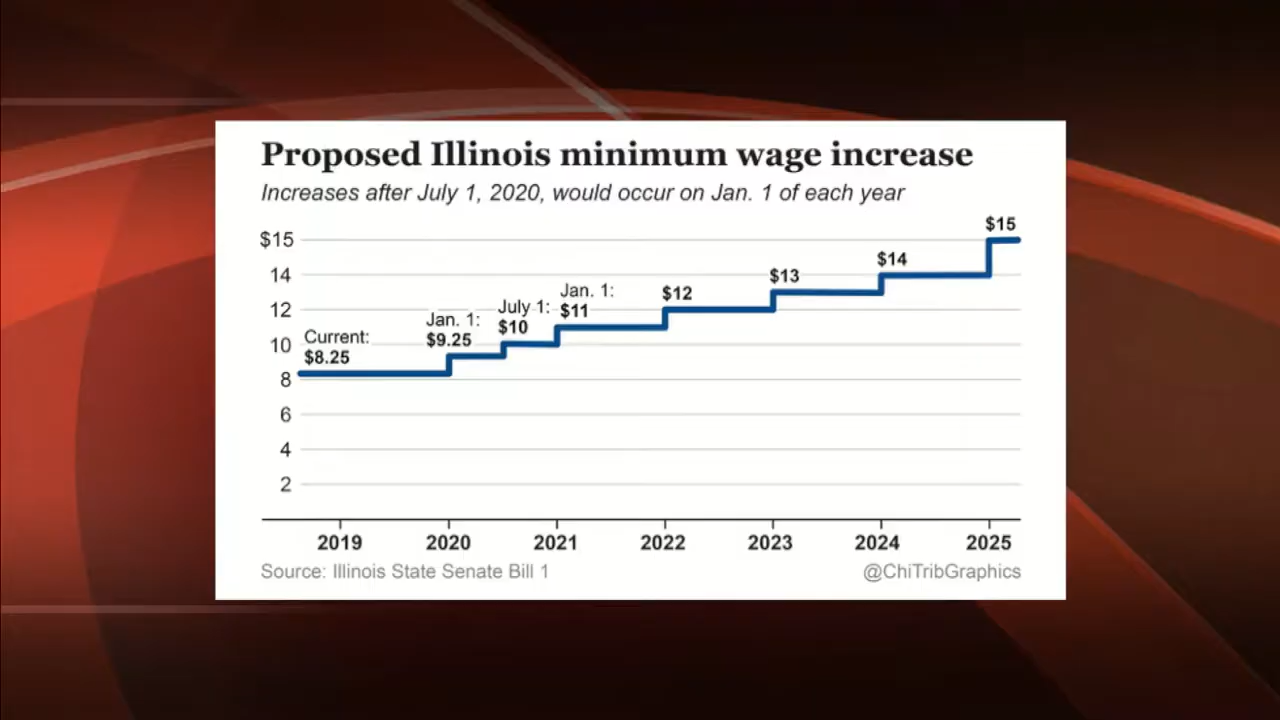 Proposed Illinois minimum wage increase
Increases after July 1, 2020, would occur on Jan. 1 of each year
$15
$15
14
$14
$13
12
Jan. 1:
$11
$12
July 1:
$10
Jan. 1:
$9.25
10
Current:
$8.25
8
6
4
2
2019 2020 2021 2022 2023 2024 2025
Source: Illinois State Senate Bill 1 @ChiTribGraphics